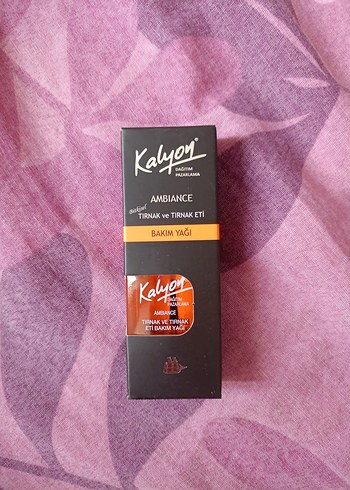 Kalyon®
DAĞITIM
PAZARLAMA
AMBIANCE
Bitkisel
TIRNAK ve TIRNAK ETİ
BAKIM YAĞI
Kalyon
DAĞITIM
PAZARLAMA
AMBIANCE
TIRNAK VE TIRNAK
ETİ BAKIM YAĞI